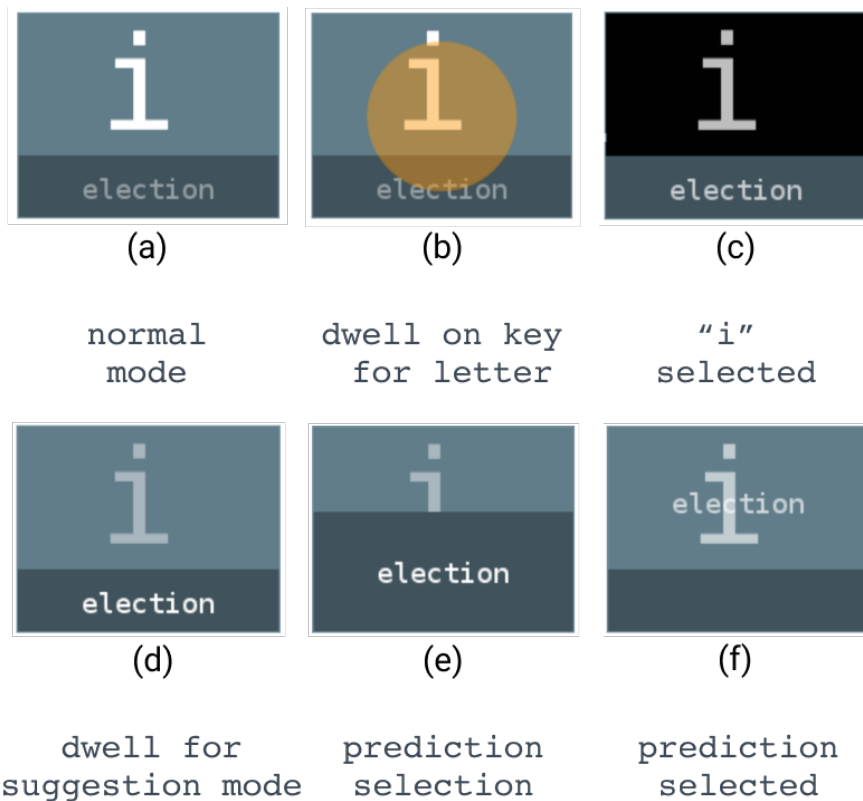 i i i
election election election
(a) (b) (c)
normal dwell on key “i”
mode for letter selected
i i i
election
election
election
(d) (e) (f)
dwell for prediction prediction
suggestion mode selection selected